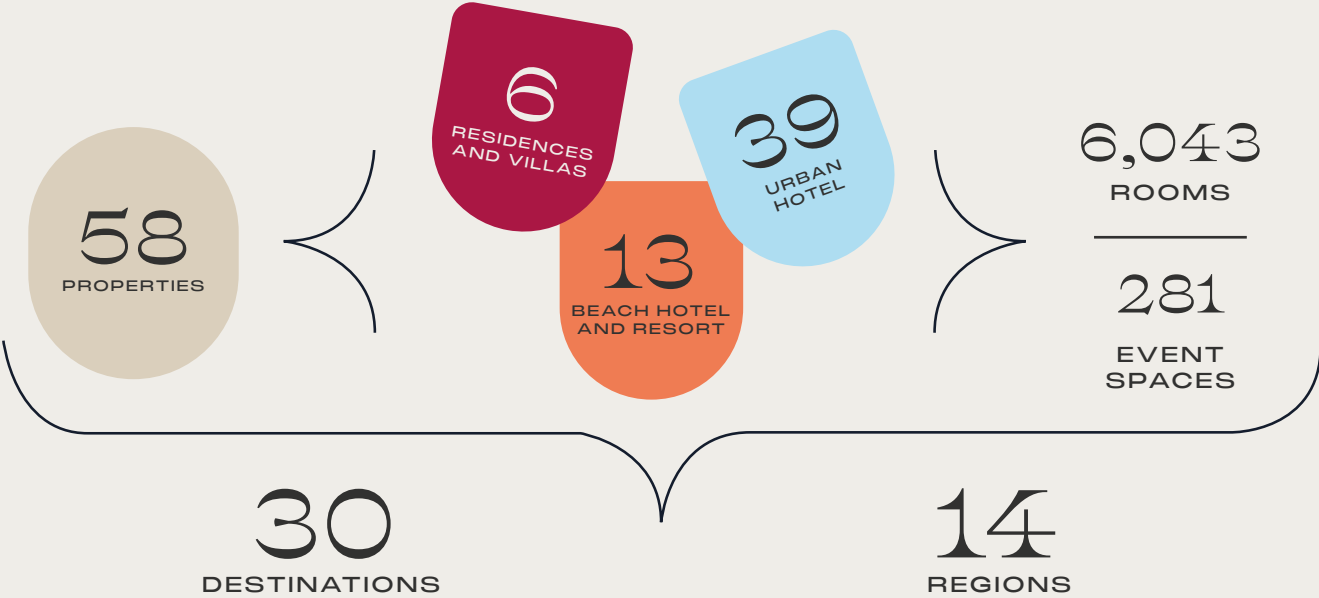 58
PROPERTIES
6
RESIDENCES
AND VILLAS
13
BEACH HOTEL
AND RESORT
39
URBAN
HOTEL
6,043
ROOMS
281
EVENT
SPACES
30
DESTINATIONS
14
REGIONS